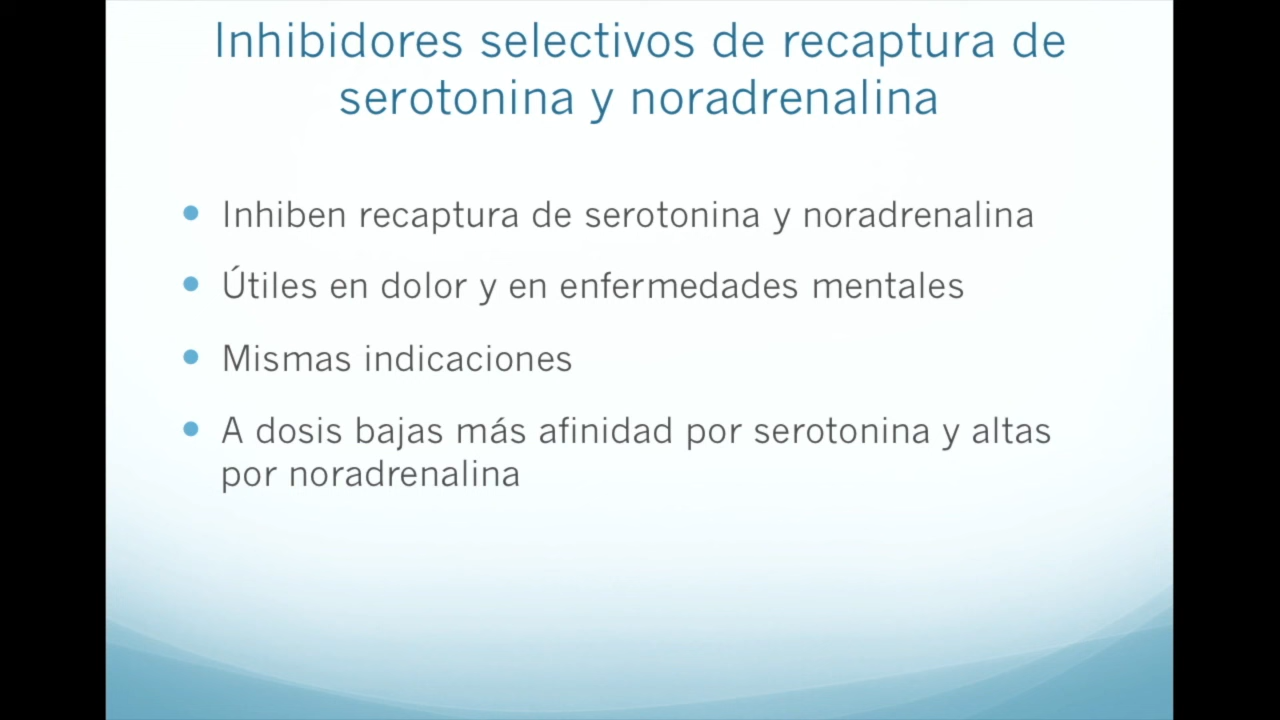 Inhibidores selectivos de recaptura de
serotonina y noradrenalina
• Inhiben recaptura de serotonina y noradrenalina
• Útiles en dolor y en enfermedades mentales
• Mismas indicaciones
• A dosis bajas más afinidad por serotonina y altas
por noradrenalina